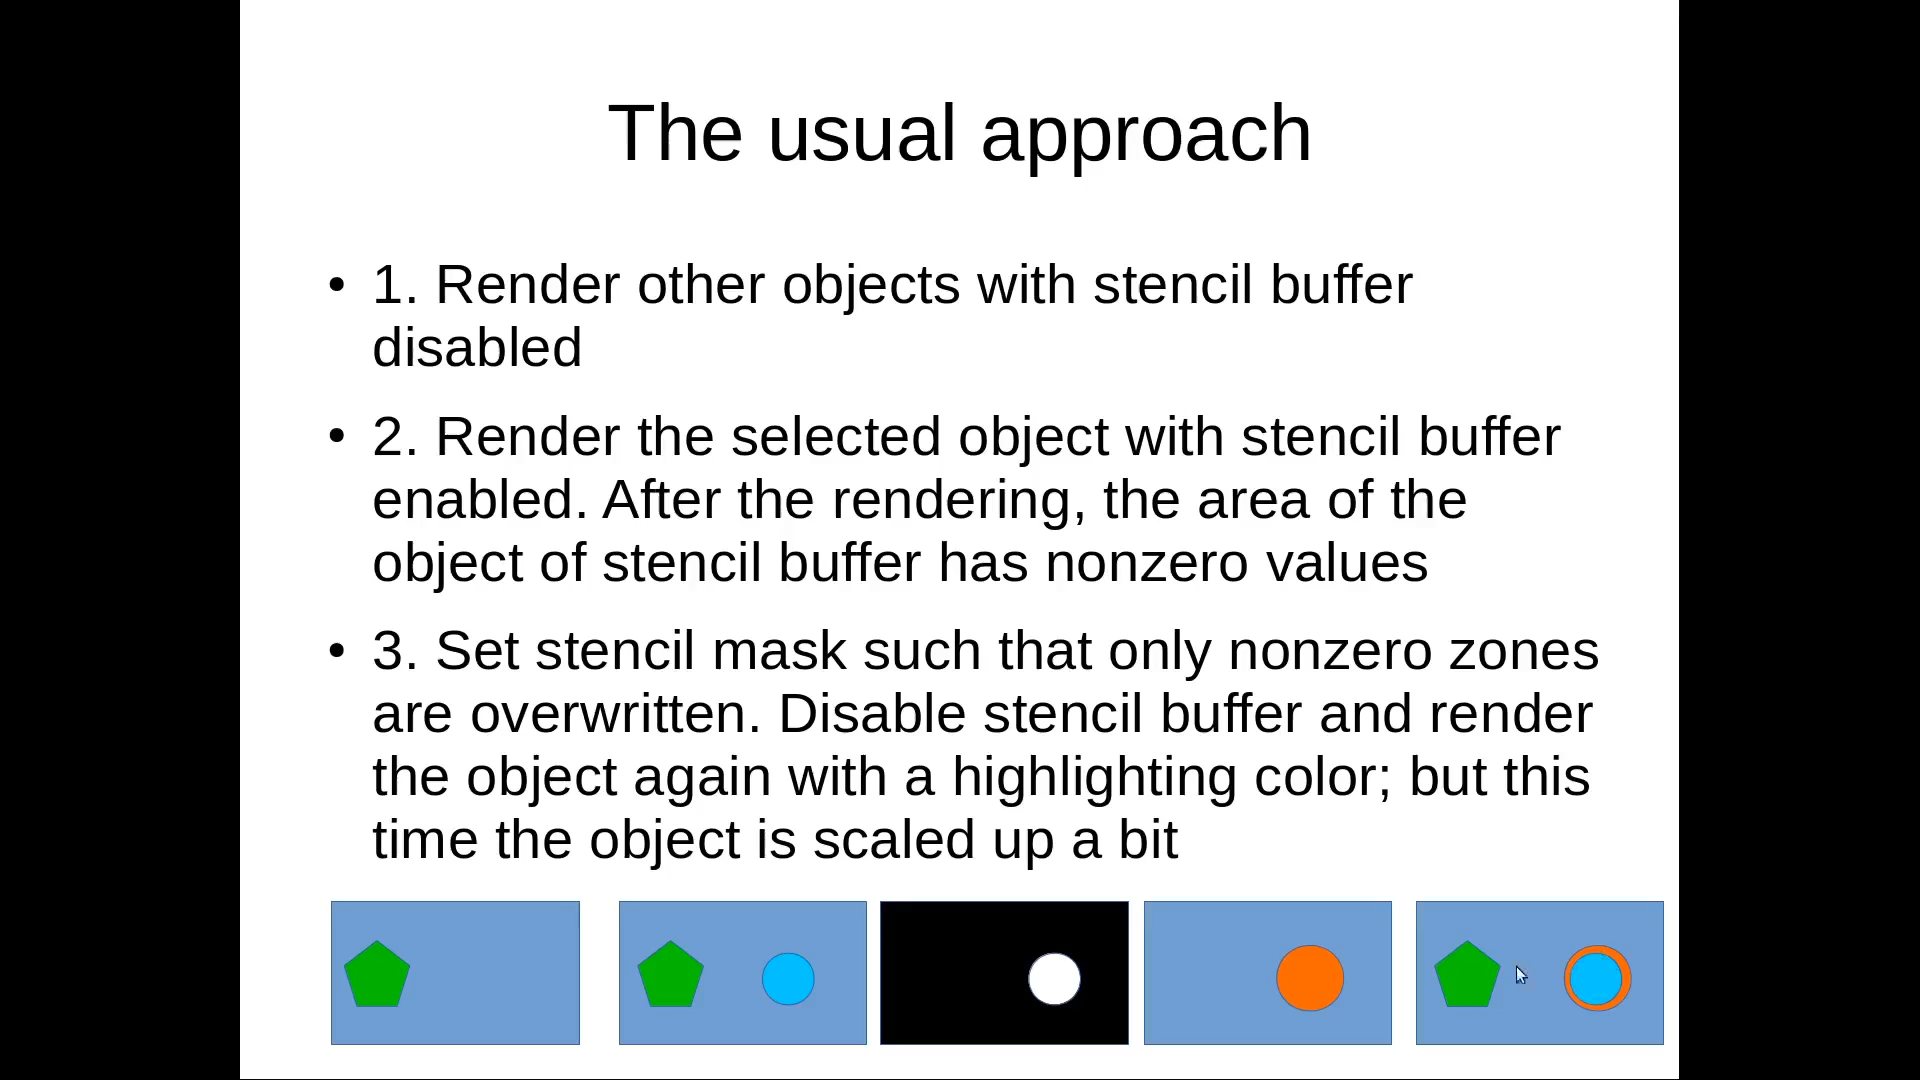 The usual approach
• 1. Render other objects with stencil buffer
disabled
• 2. Render the selected object with stencil buffer
enabled. After the rendering, the area of the
object of stencil buffer has nonzero values
• 3. Set stencil mask such that only nonzero zones
are overwritten. Disable stencil buffer and render
the object again with a highlighting color; but this
time the object is scaled up a bit